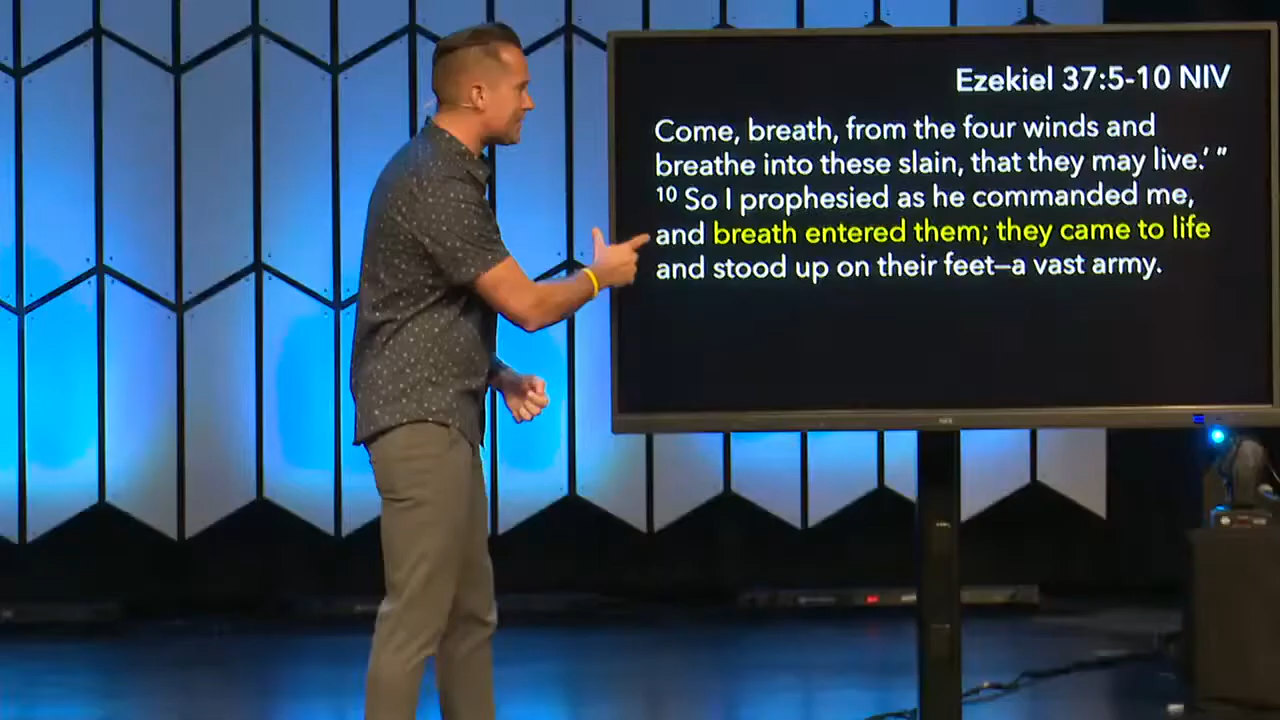 Ezekiel 37:5-10 NIV
Come, breath, from the four winds and
breathe into these slain, that they may live.’ ”
¹⁰ So I prophesied as he commanded me,
and breath entered them; they came to life
and stood up on their feet—a vast army.
NEC